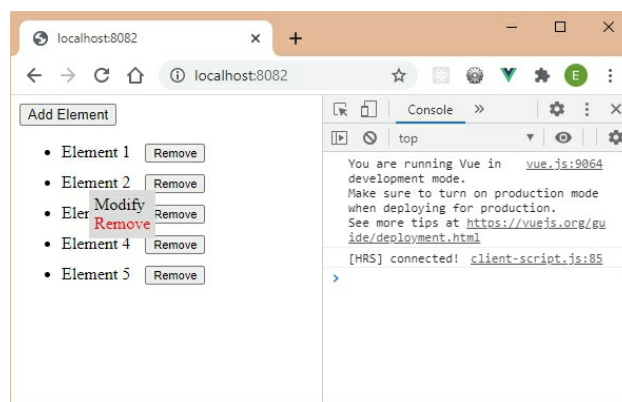 localhost:8082
localhost:8082
E
Add Element
Console
top
Element 1 Remove
Element 2 Remove
Ele Remove
Modify
Remove
Element 4 Remove
Element 5 Remove
You are running Vue in vue.js:9064
development mode.
Make sure to turn on production mode
when deploying for production.
See more tips at https://vuejs.org/gu
ide/deployment.html
[HRS] connected! client-script.js:85